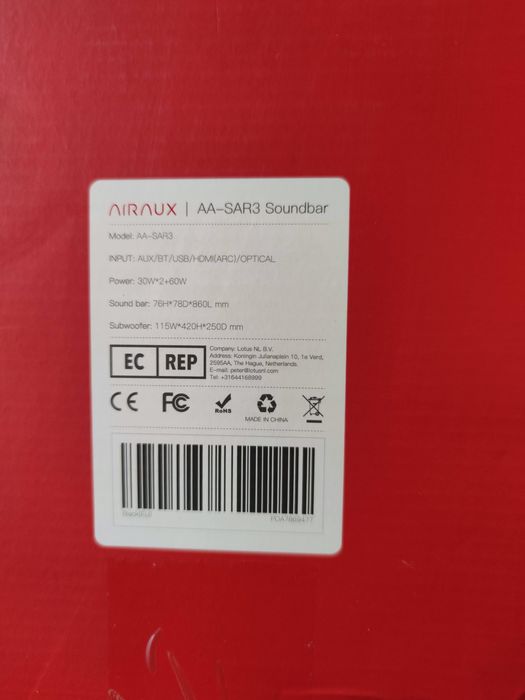 AIRAUX | AA-SAR3 Soundbar
Model: AA-SAR3
INPUT: AUX/BT/USB/HDMI(ARC)/OPTICAL
Power: 30W*2+60W
Sound bar: 76H*78D*860L mm
Subwoofer: 115W*420H*250D mm
EC REP
Company: Lotus NL B.V.
Address: Koningin Julianaplein 10, 1e Verd,
2595AA, The Hague, Netherlands.
E-mail: peter@lotusnl.com
Tel: +31644168999
CE FC RoHS
MADE IN CHINA
Black(EU)